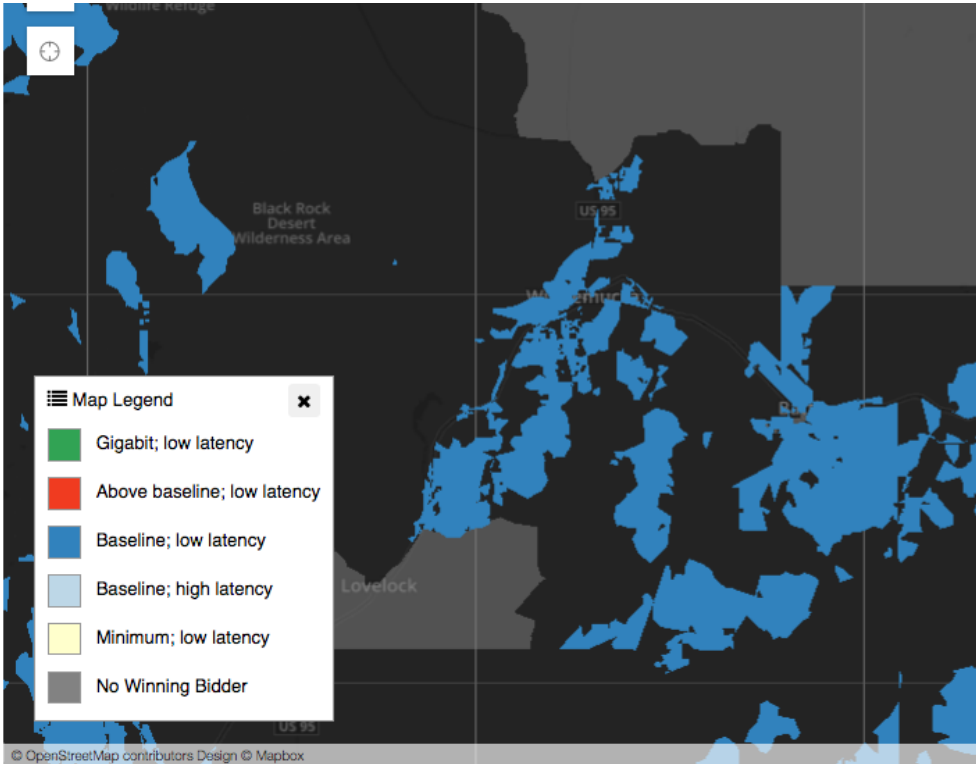 Wildlife Refuge
Black Rock
Desert
Wilderness Area
US 95
Map Legend
Gigabit; low latency
Above baseline; low latency
Baseline; low latency
Baseline; high latency
Minimum; low latency
No Winning Bidder
Lovelock
US 95
© OpenStreetMap contributors Design © Mapbox